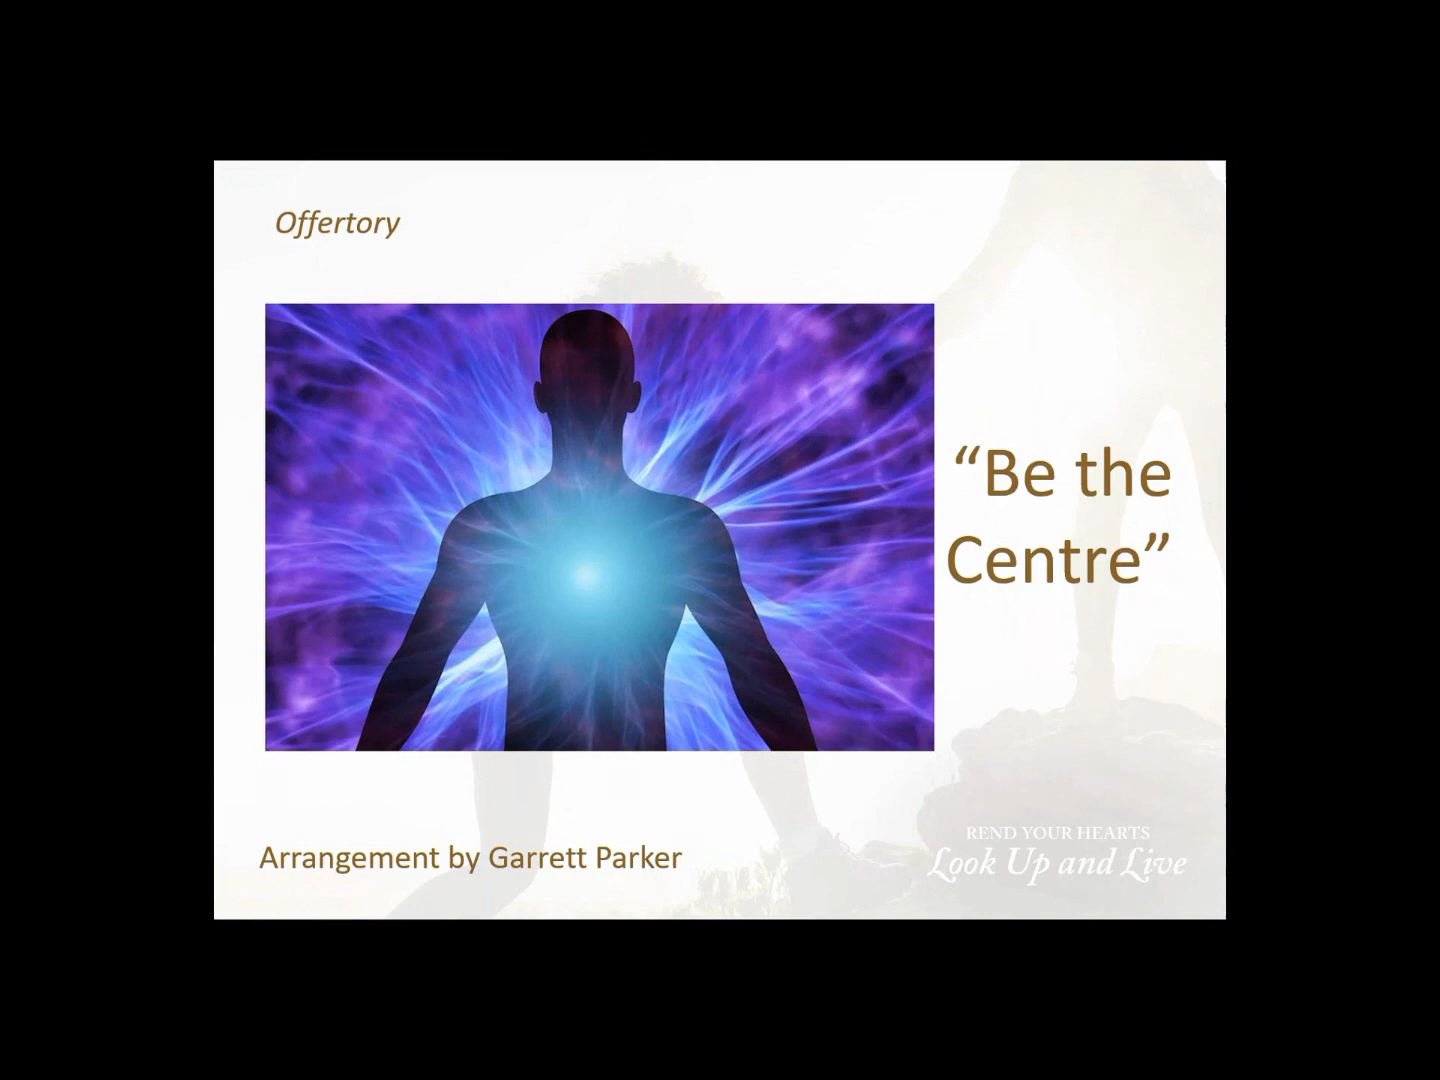 Offertory
“Be the
Centre”
Arrangement by Garrett Parker
REND YOUR HEARTS
Look Up and Live